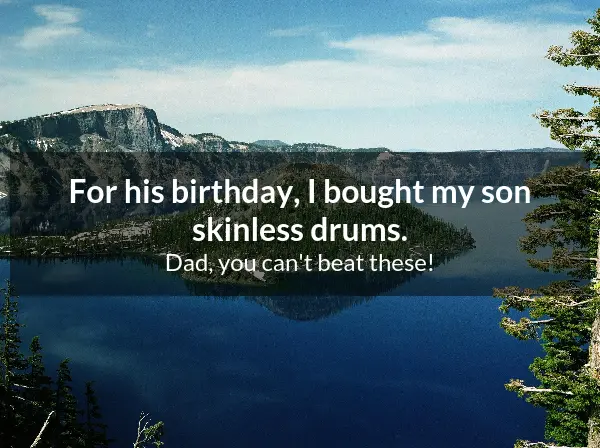 For his birthday, I bought my son
skinless drums.
Dad, you can't beat these!